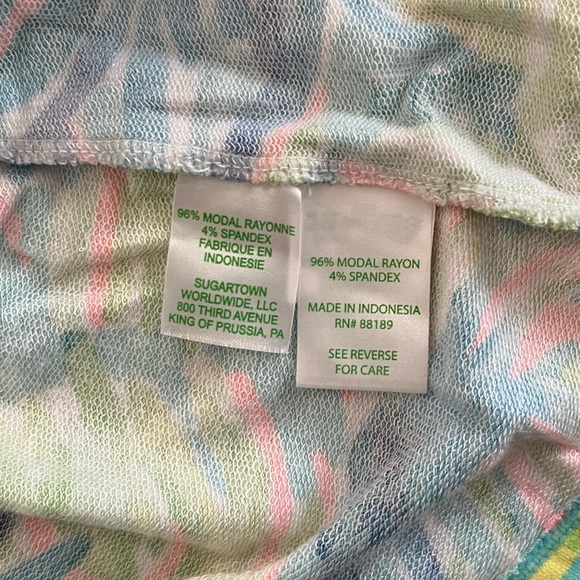 96% MODAL RAYONNE
4% SPANDEX
FABRIQUE EN
INDONESIE
SUGARTOWN
WORLDWIDE, LLC
800 THIRD AVENUE
KING OF PRUSSIA, PA
96% MODAL RAYON
4% SPANDEX
MADE IN INDONESIA
RN# 88189
SEE REVERSE
FOR CARE